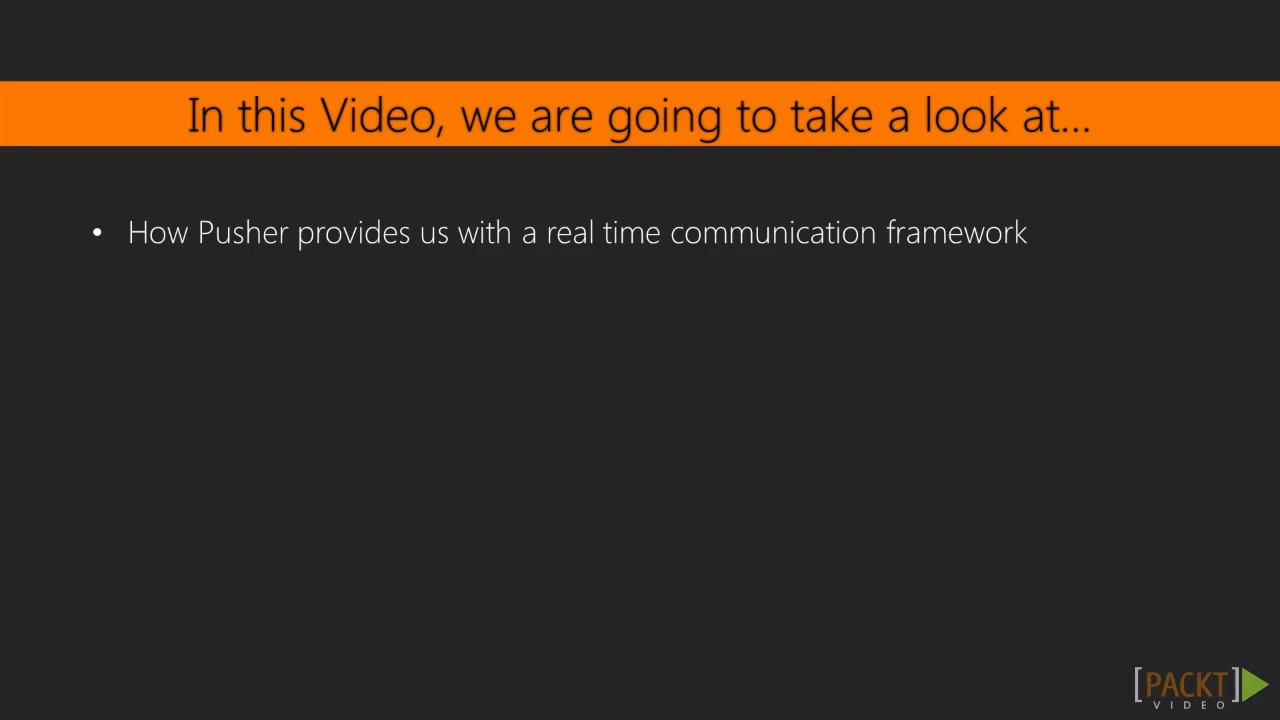 In this Video, we are going to take a look at...
• How Pusher provides us with a real time communication framework
[PACKT]
VIDEO